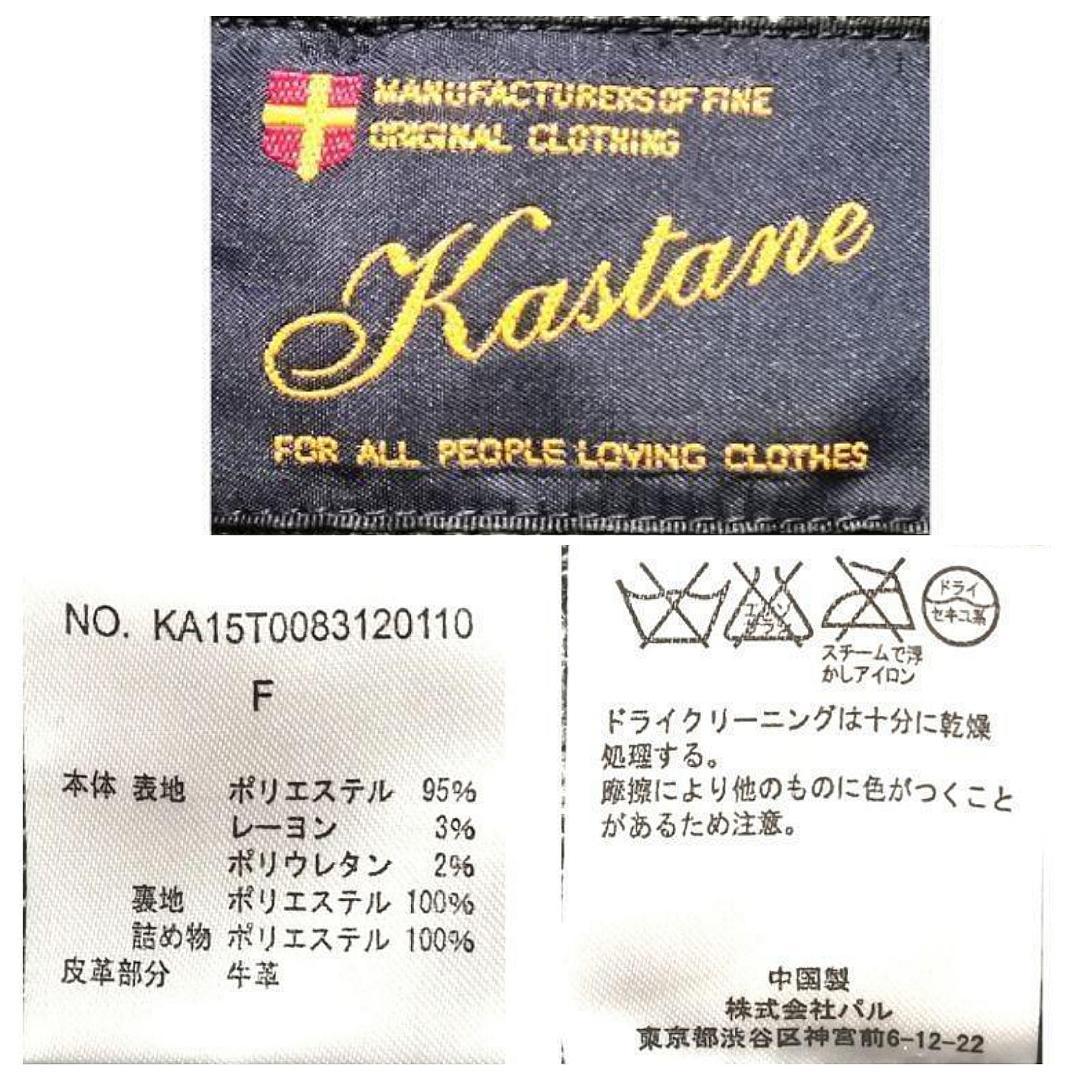 MANUFACTURERS OF FINE
ORIGINAL CLOTHING
Kastane
FOR ALL PEOPLE LOVING CLOTHES
NO. KA15T0083120110
F
本体 表地 ポリエステル 95%
レーヨン 3%
ポリウレタン 2%
裏地 ポリエステル 100%
詰め物 ポリエステル 100%
皮革部分 牛革
エンソ
サラシ
ドライ
セキユ系
スチームで浮
かしアイロン
ドライクリーニングは十分に乾燥
処理する。
摩擦により他のものに色がつくこと
があるため注意。
中国製
株式会社パル
東京都渋谷区神宮前6-12-22